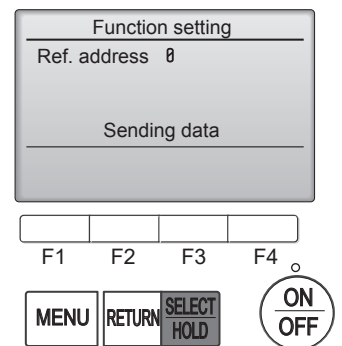 Function setting
Ref. address 0
Sending data
F1 F2 F3 F4
MENU RETURN SELECT HOLD ON OFF